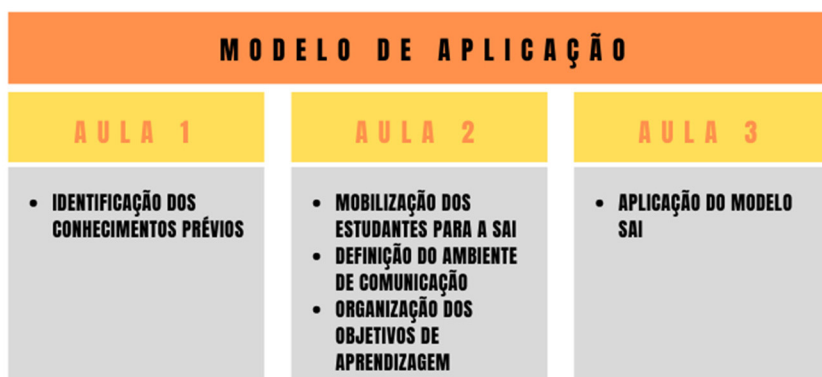 MODELO DE APLICAÇÃO
AULA 1
• IDENTIFICAÇÃO DOS
CONHECIMENTOS PRÉVIOS
AULA 2
• MOBILIZAÇÃO DOS
ESTUDANTES PARA A SAI
• DEFINIÇÃO DO AMBIENTE
DE COMUNICAÇÃO
• ORGANIZAÇÃO DOS
OBJETIVOS DE
APRENDIZAGEM
AULA 3
• APLICAÇÃO DO MODELO
SAI